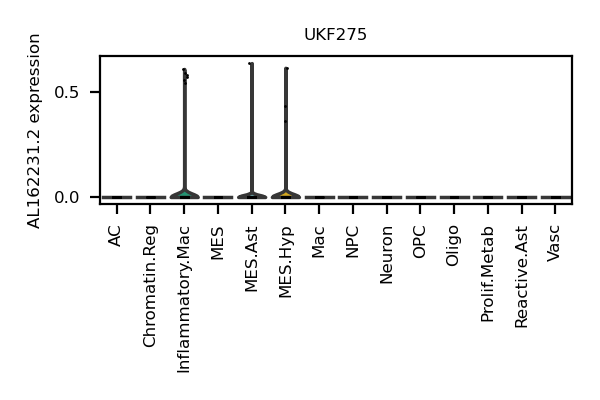 UKF275
AL162231.2 expression
0.5
0.0
AC
Chromatin.Reg
Inflammatory.Mac
MES
MES.Ast
MES.Hyp
Mac
NPC
Neuron
OPC
Oligo
Prolif.Metab
Reactive.Ast
Vasc